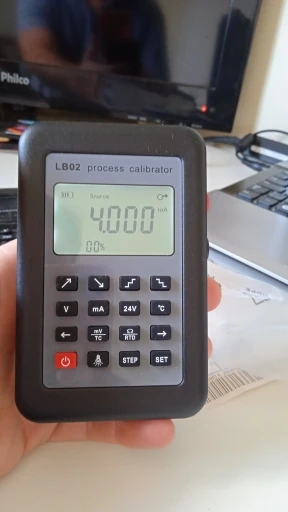 Philco
LB02 process calibrator
Source
4.000 mA
0.0%
V mA 24V °C
mV/TC Ω/RTD
STEP SET